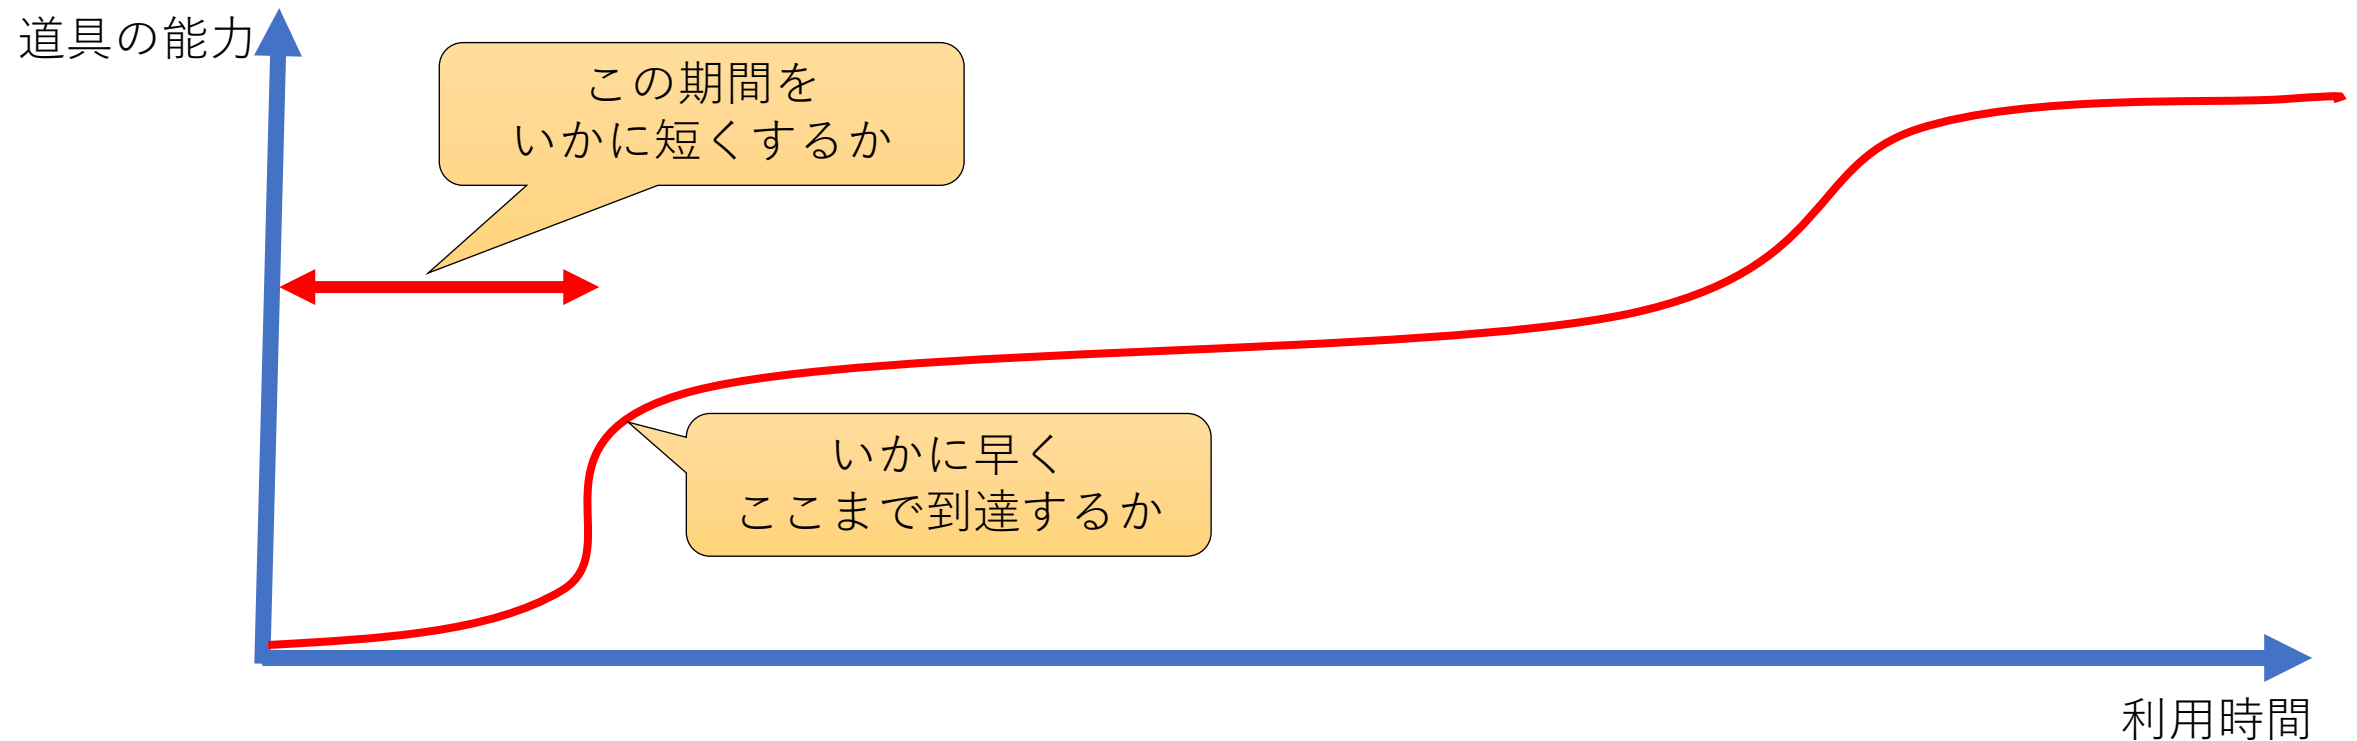 道具の能力
この期間を
いかに短くするか
いかに早く
ここまで到達するか
利用時間